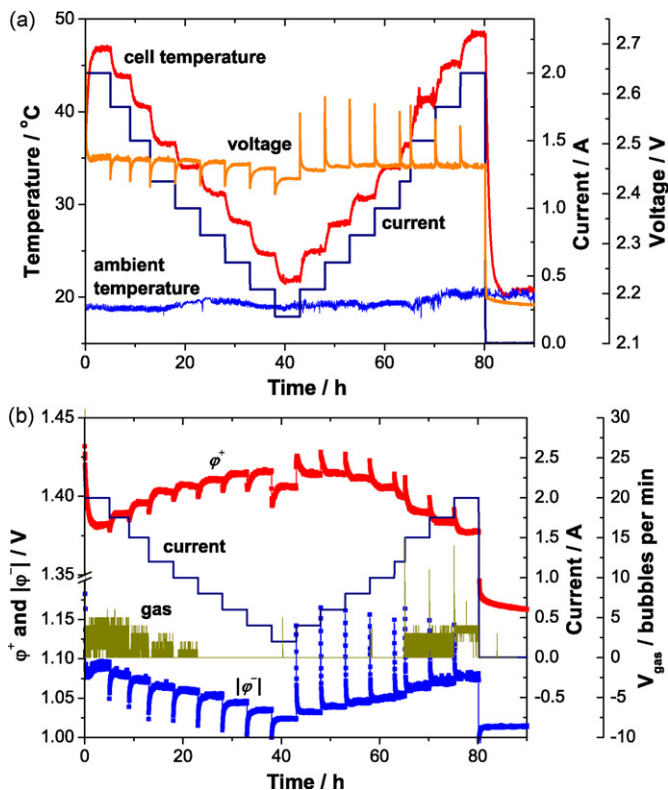 (a)
cell temperature
voltage
current
ambient temperature
Temperature / °C
50
40
30
20
Current / A
2.0
1.5
1.0
0.5
0.0
Voltage / V
2.7
2.6
2.5
2.4
2.3
2.2
2.1
0 20 40 60 80
Time / h
(b)
φ+
current
gas
|φ−|
φ+ and |φ−| / V
1.45
1.40
1.35
1.15
1.10
1.05
1.00
Current / A
2.5
2.0
1.5
1.0
0.5
0.0
-0.5
Vgas / bubbles per min
30
25
20
15
10
5
0
-5
-10
0 20 40 60 80
Time / h